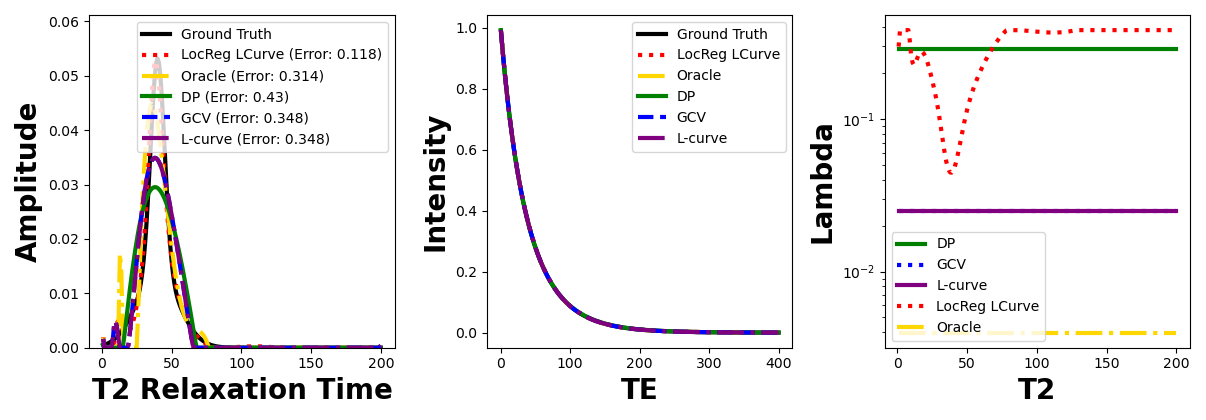 Amplitude
0.06
0.05
0.04
0.03
0.02
0.01
0.00
0
50
100
150
200
T2 Relaxation Time
Ground Truth
LocReg LCurve (Error: 0.118)
Oracle (Error: 0.314)
DP (Error: 0.43)
GCV (Error: 0.348)
L-curve (Error: 0.348)
Intensity
1.0
0.8
0.6
0.4
0.2
0.0
0
100
200
300
400
TE
Ground Truth
LocReg LCurve
Oracle
DP
GCV
L-curve
Lambda
10⁻¹
10⁻²
0
50
100
150
200
T2
DP
GCV
L-curve
LocReg LCurve
Oracle